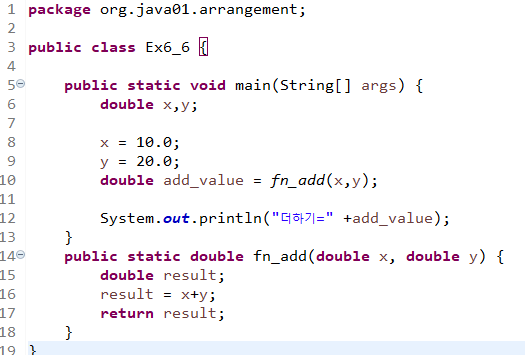 1 package org.java01.arrangement;
2
3 public class Ex6_6 {
4
5     public static void main(String[] args) {
6         double x,y;
7
8         x = 10.0;
9         y = 20.0;
10         double add_value = fn_add(x,y);
11
12         System.out.println("더하기=" +add_value);
13     }
14     public static double fn_add(double x, double y) {
15         double result;
16         result = x+y;
17         return result;
18     }
19 }